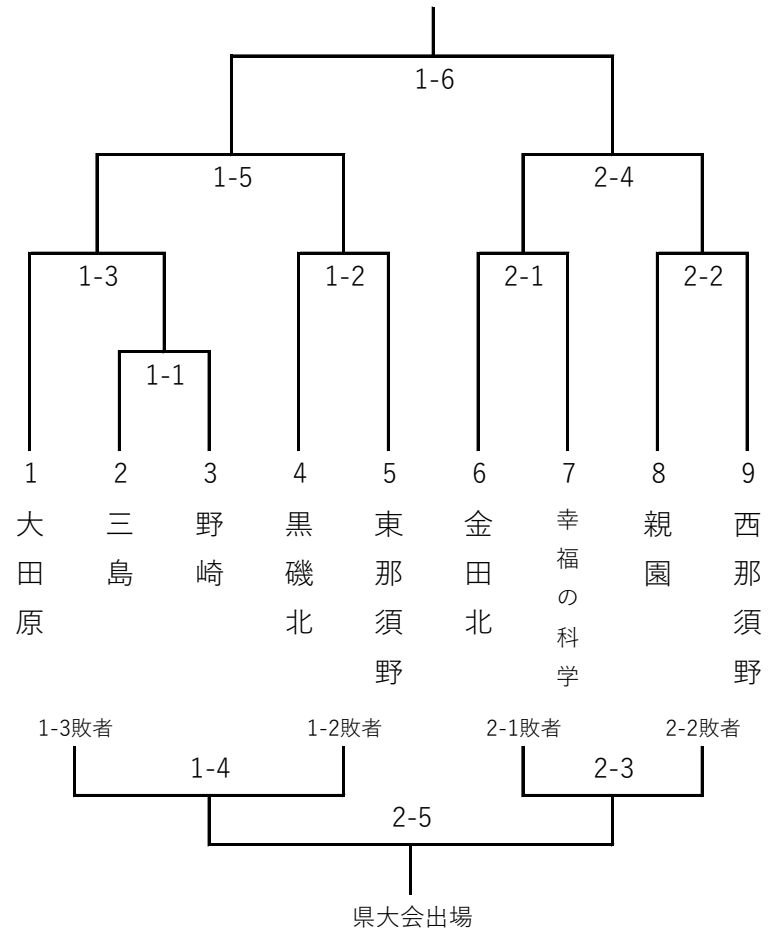 1-6
1-5
2-4
1-3
1-2
2-1
2-2
1-1
1
2
3
4
5
6
7
8
9
大田原
三島
野崎
黒磯北
東那須野
金田北
幸福の科学
親園
西那須野
1-3敗者
1-2敗者
2-1敗者
2-2敗者
1-4
2-3
2-5
県大会出場